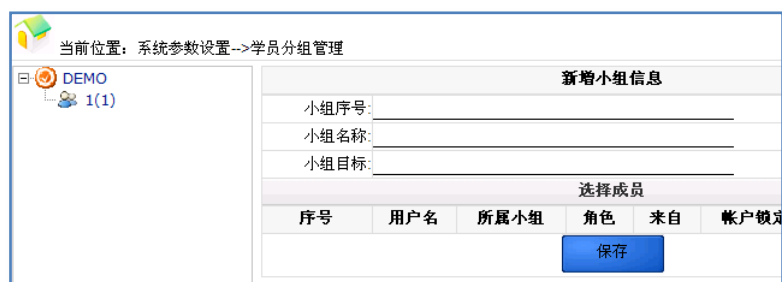 当前位置：系统参数设置-->学员分组管理
DEMO
1(1)
新增小组信息
小组序号:
小组名称:
小组目标:
选择成员
序号 用户名 所属小组 角色 来自 帐户锁定
保存